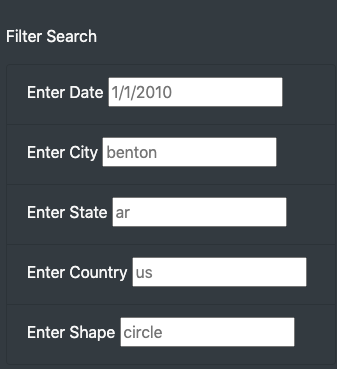 Filter Search
Enter Date 1/1/2010
Enter City benton
Enter State ar
Enter Country us
Enter Shape circle